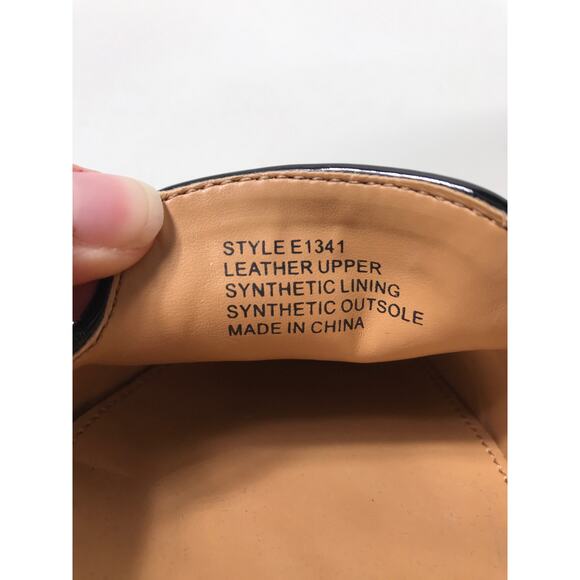 STYLE E1341
LEATHER UPPER
SYNTHETIC LINING
SYNTHETIC OUTSOLE
MADE IN CHINA